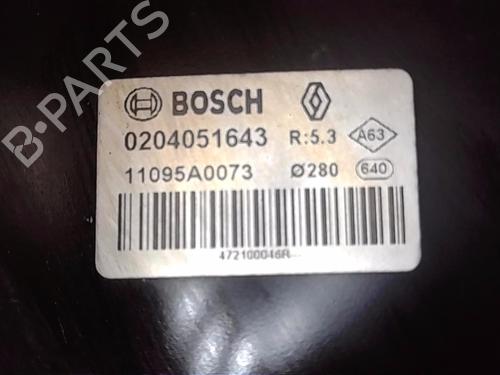 B-PARTS
BOSCH
0204051643 R:5.3 A63
11095A0073 Ø280 640
472100046R